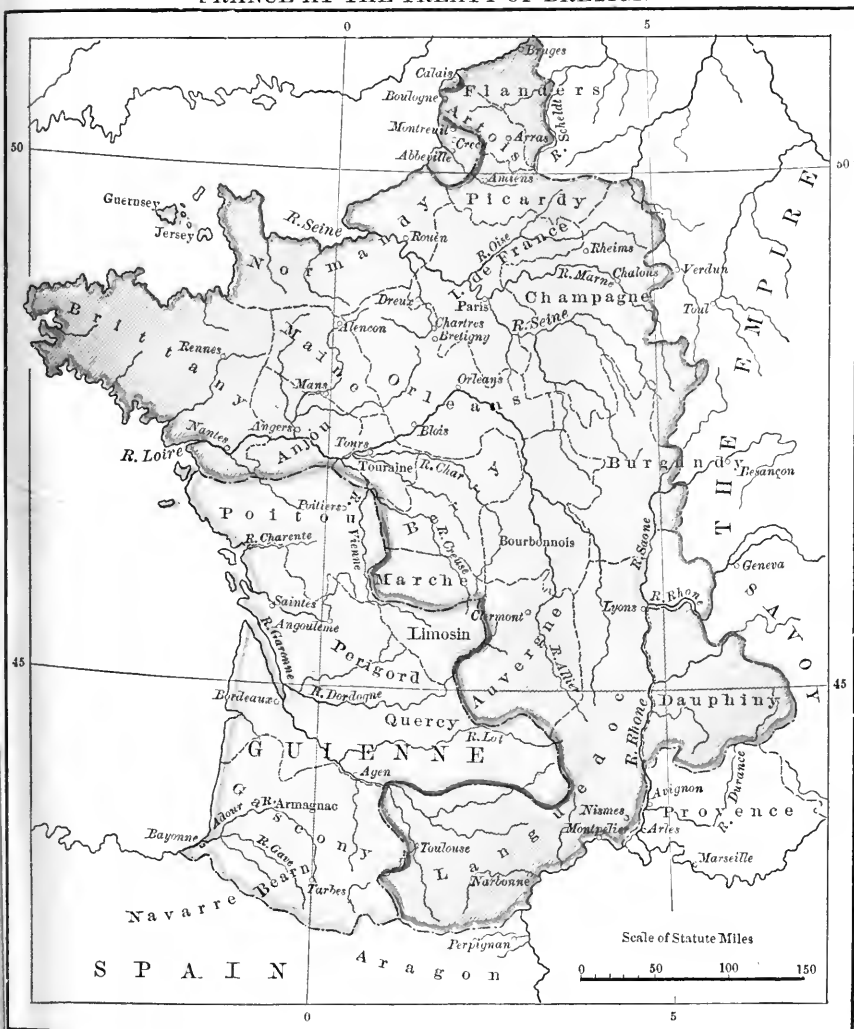 FRANCE AT THE TREATY OF
0 5
Bruges
Calais
Flanders
Boulogne
Artois
R. Scheldt
Montreuil
Arras
Crecy
50 50
Abbeville
Amiens
Picardy
Guernsey
Jersey
R. Seine
Rouen
Normandy
R. Oise
I. de France
Rheims
R. Marne
Chalons
Verdun
Paris
Champagne
Toul
Dreux
Brittany
Alencon
Chartres
Bretigny
R. Seine
THE EMPIRE
Maine
Rennes
Orleans
Orleans
Mans
Nantes
Angers
Anjou
Blois
Tours
R. Loire
Touraine
R. Char
Berry
Burgundy
Besançon
Poitiers
Poitou
R. Vienne
R. Creuse
Bourbonnois
R. Saone
R. Charente
Marche
Geneva
SAVOY
Saintes
Clermont
Lyons
R. Rhone
Angouleme
Limosin
R. Garonne
Perigord
Auvergne
R. Allier
45 45
Bordeaux
R. Dordogne
Dauphiny
Quercy
R. Lot
R. Rhone
GUIENNE
Agen
R. Durance
Avignon
Gascony
R. Adour
Armagnac
Languedoc
Nismes
Provence
Bayonne
Montpelier
Arles
R. Gave
Toulouse
Marseille
Tarbes
Narbonne
Navarre
Bearn
Perpignan
Scale of Statute Miles
SPAIN
Aragon
0 50 100 150
0 5